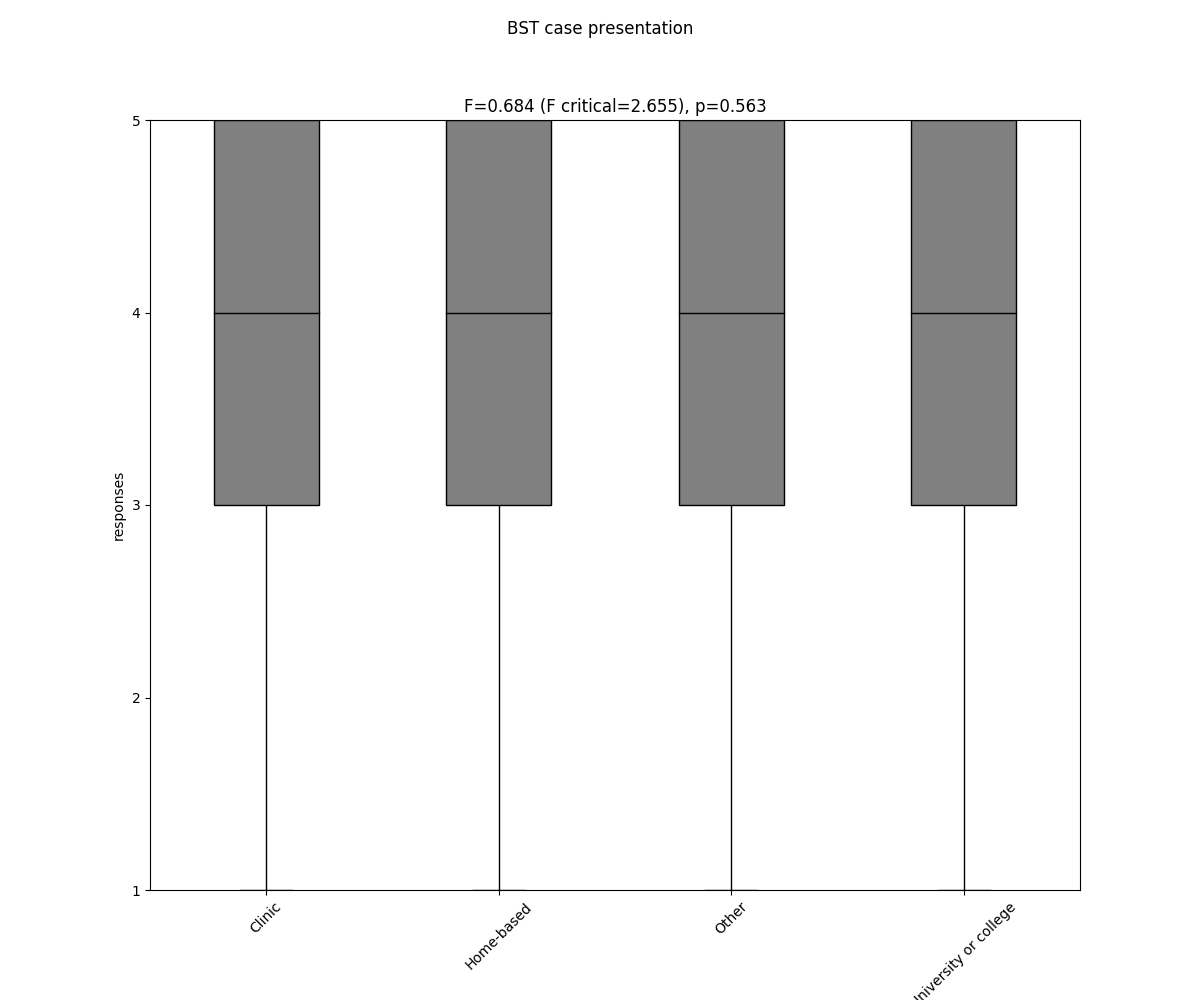 BST case presentation
F=0.684 (F critical=2.655), p=0.563
5
4
3
2
1
responses
Clinic
Home-based
Other
niversity or college